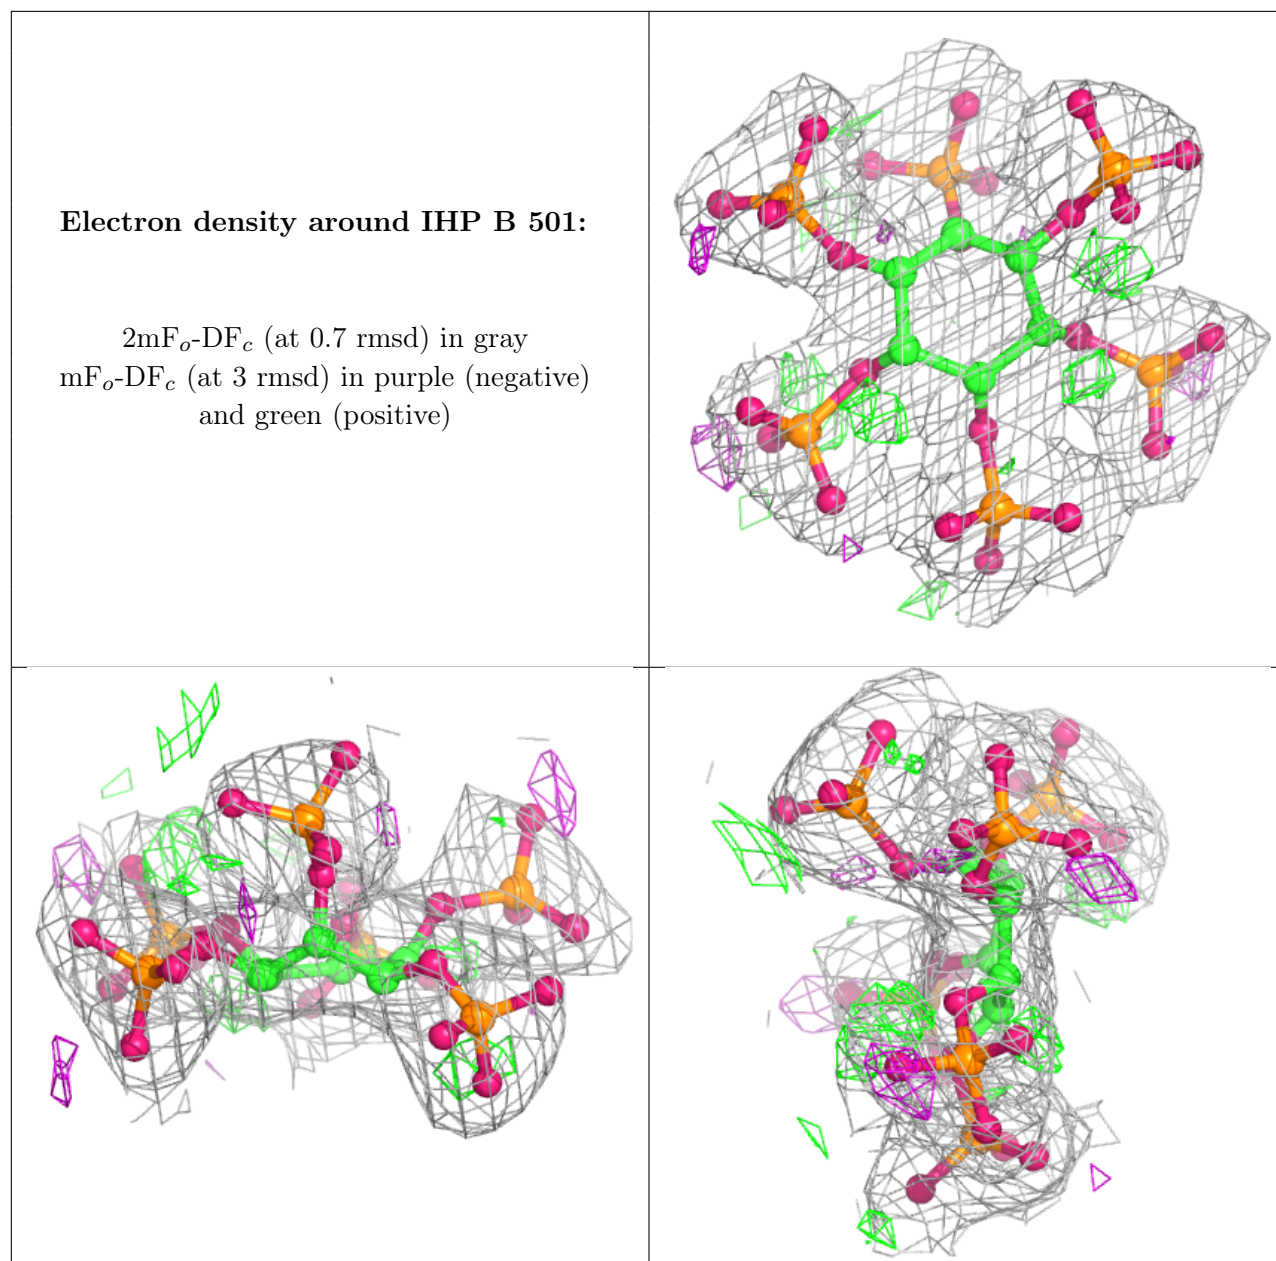 Electron density around IHP B 501:
2mFo-DFc (at 0.7 rmsd) in gray
mFo-DFc (at 3 rmsd) in purple (negative)
and green (positive)